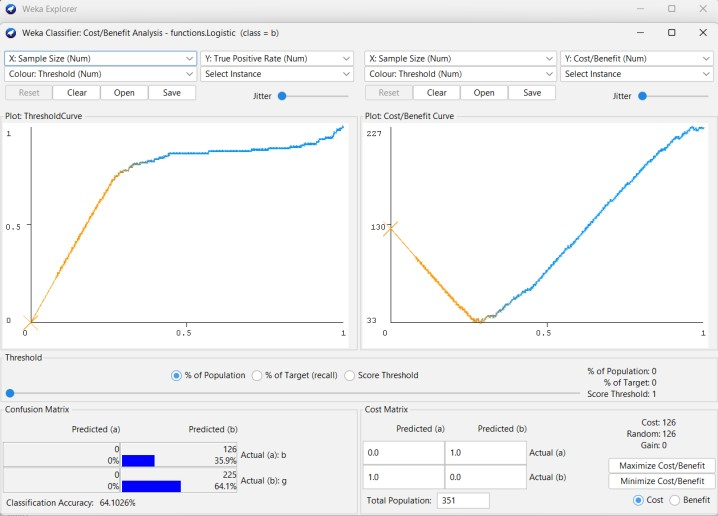 Weka Explorer
Weka Classifier: Cost/Benefit Analysis - functions.Logistic (class = b)
X: Sample Size (Num) Y: True Positive Rate (Num) X: Sample Size (Num) Y: Cost/Benefit (Num)
Colour: Threshold (Num) Select Instance Colour: Threshold (Num) Select Instance
Reset Clear Open Save Jitter Reset Clear Open Save Jitter
Plot: ThresholdCurve Plot: Cost/Benefit Curve
1 227
0.5 130
0 33
0 0.5 1 0 0.5 1
Threshold
% of Population % of Target (recall) Score Threshold
% of Population: 0
% of Target: 0
Score Threshold: 1
Confusion Matrix
Predicted (a) Predicted (b)
0 126
0% 35.9% Actual (a): b
0 225
0% 64.1% Actual (b): g
Classification Accuracy: 64.1026%
Cost Matrix
Predicted (a) Predicted (b)
0.0 1.0 Actual (a)
1.0 0.0 Actual (b)
Total Population: 351
Cost: 126
Random: 126
Gain: 0
Maximize Cost/Benefit
Minimize Cost/Benefit
Cost Benefit